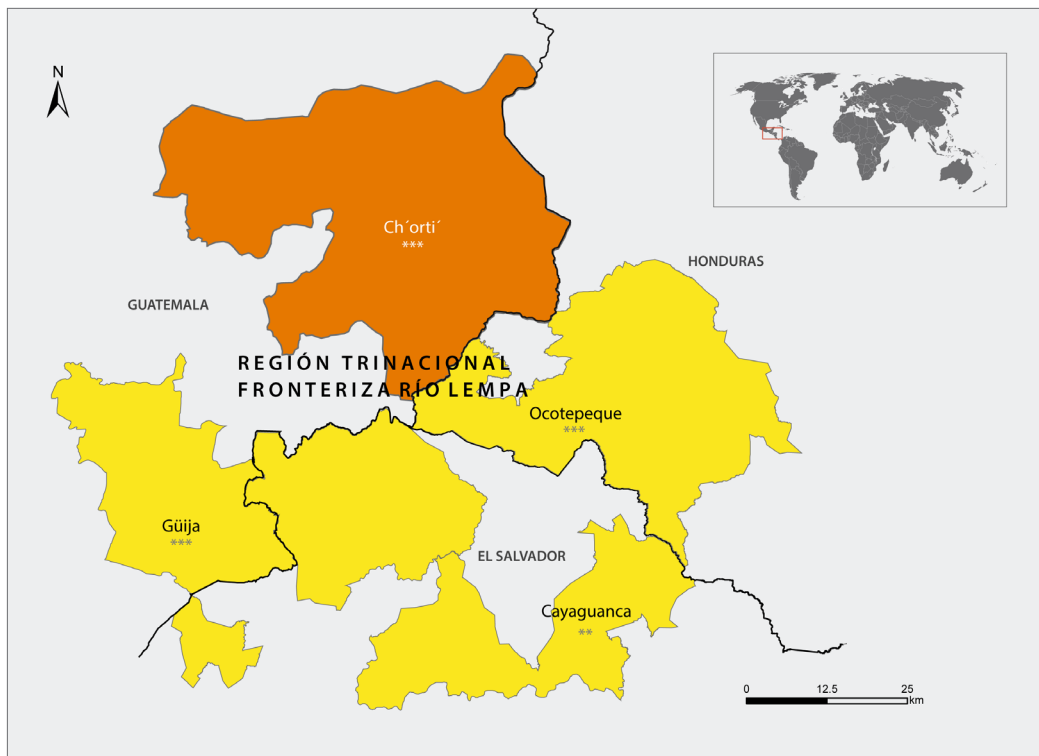 N
Ch´orti´
***
HONDURAS
GUATEMALA
REGIÓN TRINACIONAL
FRONTERIZA RÍO LEMPA
Ocotepeque
***
Güija
***
EL SALVADOR
Cayaguanca
**
0 12.5 25
km